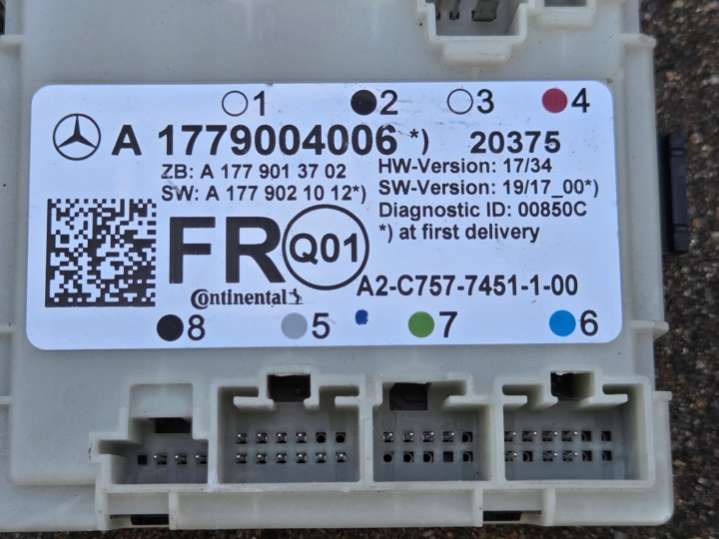 1 2 3 4
A 1779004006 *) 20375
ZB: A 177 901 37 02 HW-Version: 17/34
SW: A 177 902 10 12*) SW-Version: 19/17_00*)
Diagnostic ID: 00850C
*) at first delivery
FR Q01
Continental A2-C757-7451-1-00
8 5 7 6